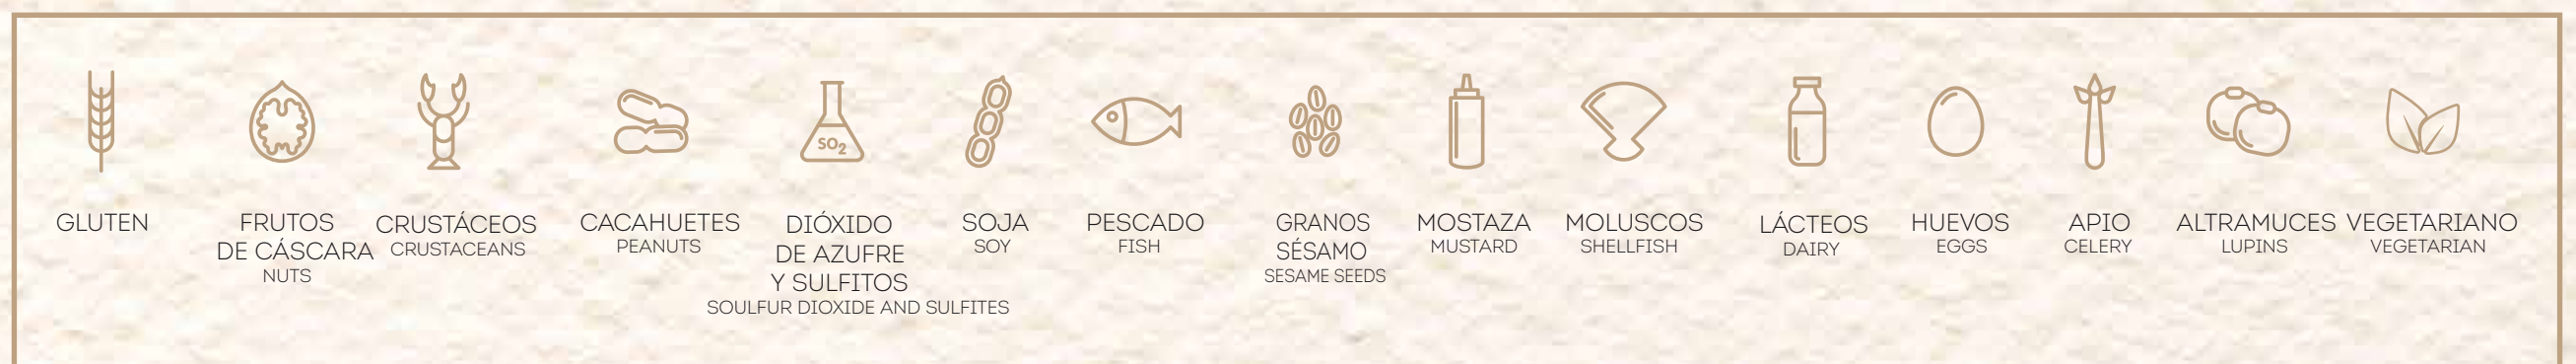 SO2
GLUTEN
FRUTOS
DE CÁSCARA
NUTS
CRUSTÁCEOS
CRUSTACEANS
CACAHUETES
PEANUTS
DIÓXIDO
DE AZUFRE
Y SULFITOS
SOULFUR DIOXIDE AND SULFITES
SOJA
SOY
PESCADO
FISH
GRANOS
SÉSAMO
SESAME SEEDS
MOSTAZA
MUSTARD
MOLUSCOS
SHELLFISH
LÁCTEOS
DAIRY
HUEVOS
EGGS
APIO
CELERY
ALTRAMUCES
LUPINS
VEGETARIANO
VEGETARIAN